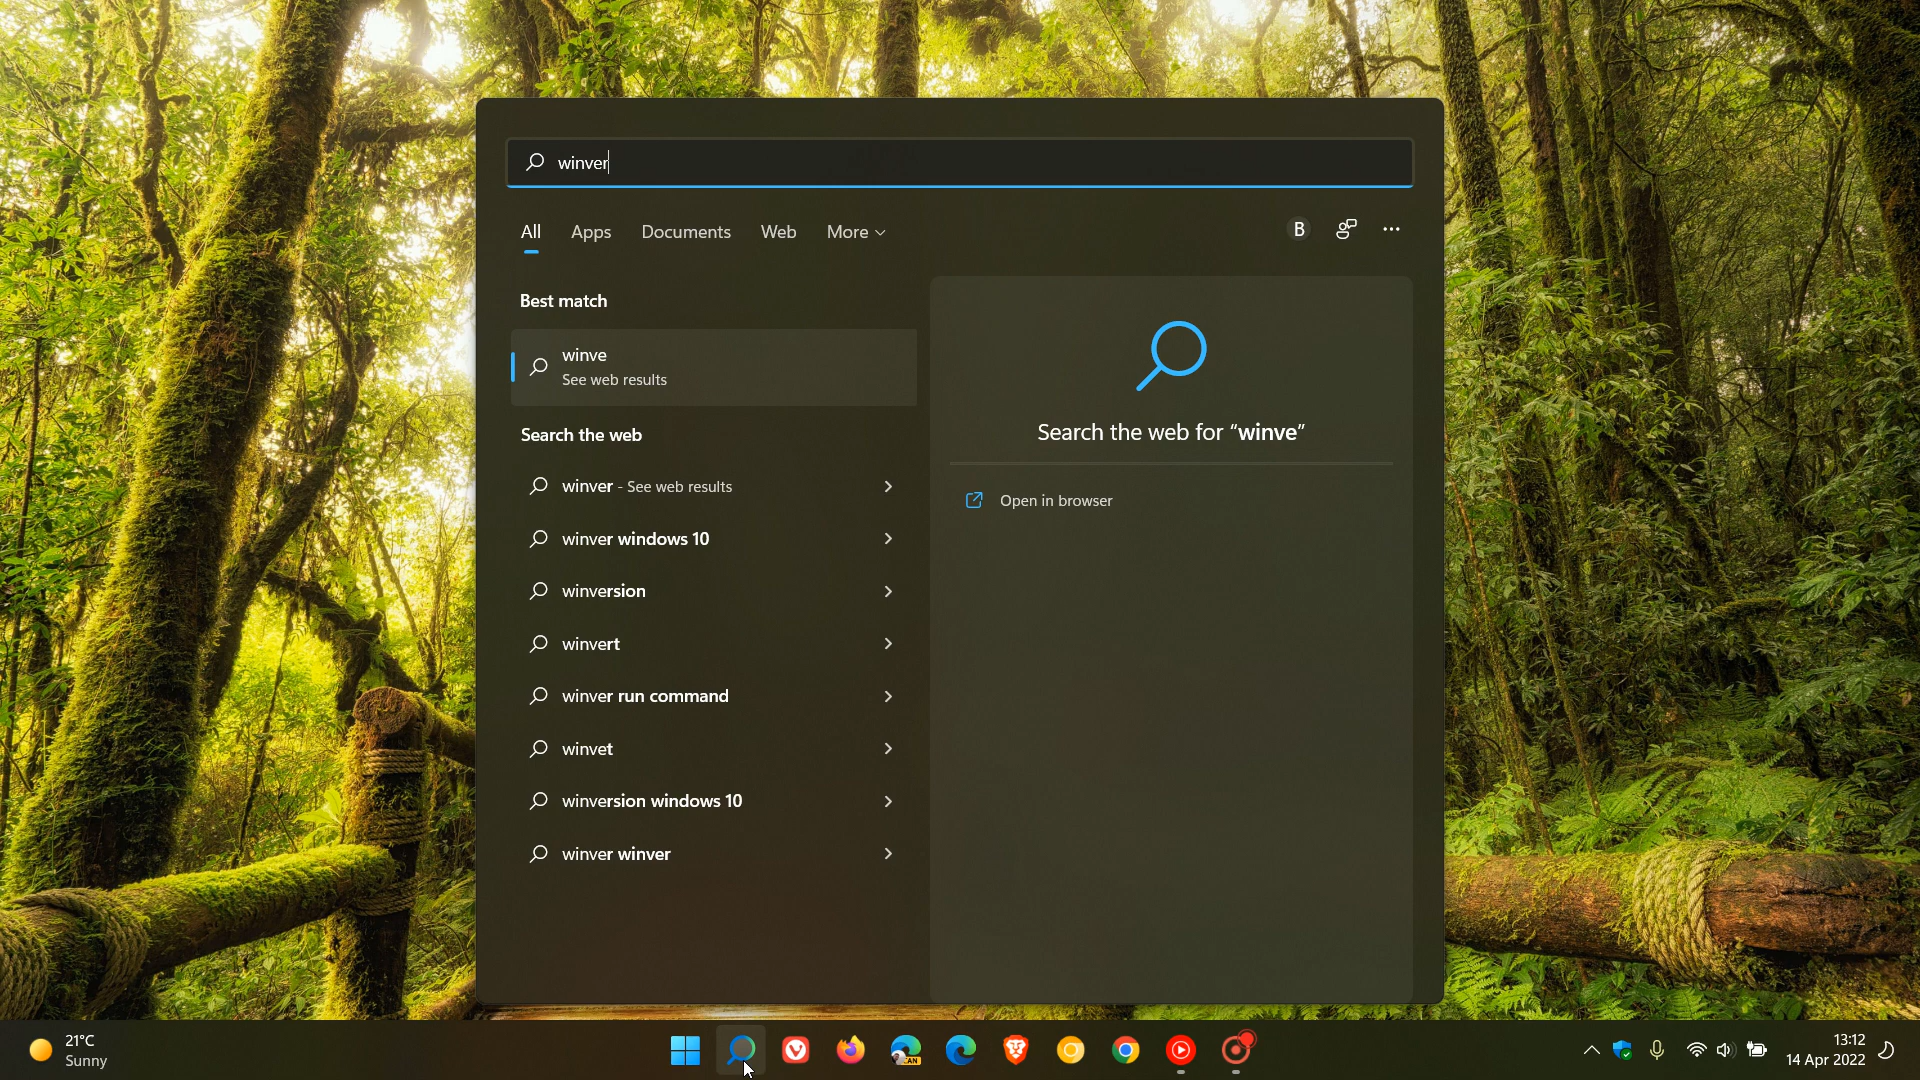 winver
All Apps Documents Web More
B
Best match
winve
See web results
Search the web
winver - See web results
winver windows 10
winversion
winvert
winver run command
winvet
winversion windows 10
winver winver
Search the web for “winve”
Open in browser
21°C
Sunny
CAN
13:12
14 Apr 2022